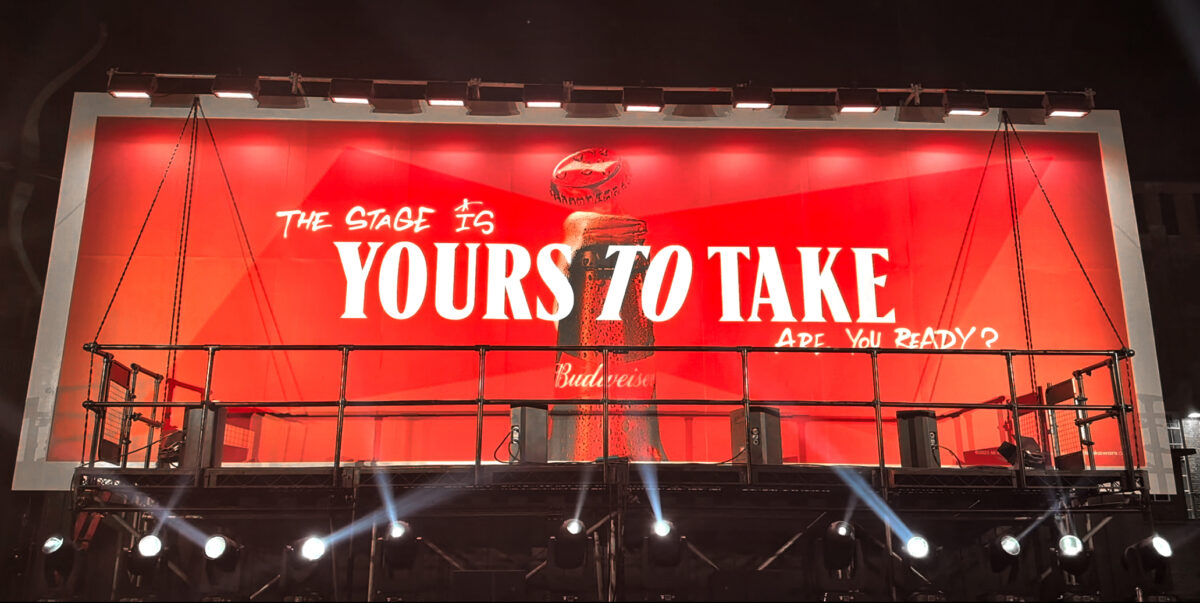 THE STAGE IS
YOURS TO TAKE
ARE YOU READY?
Budweiser